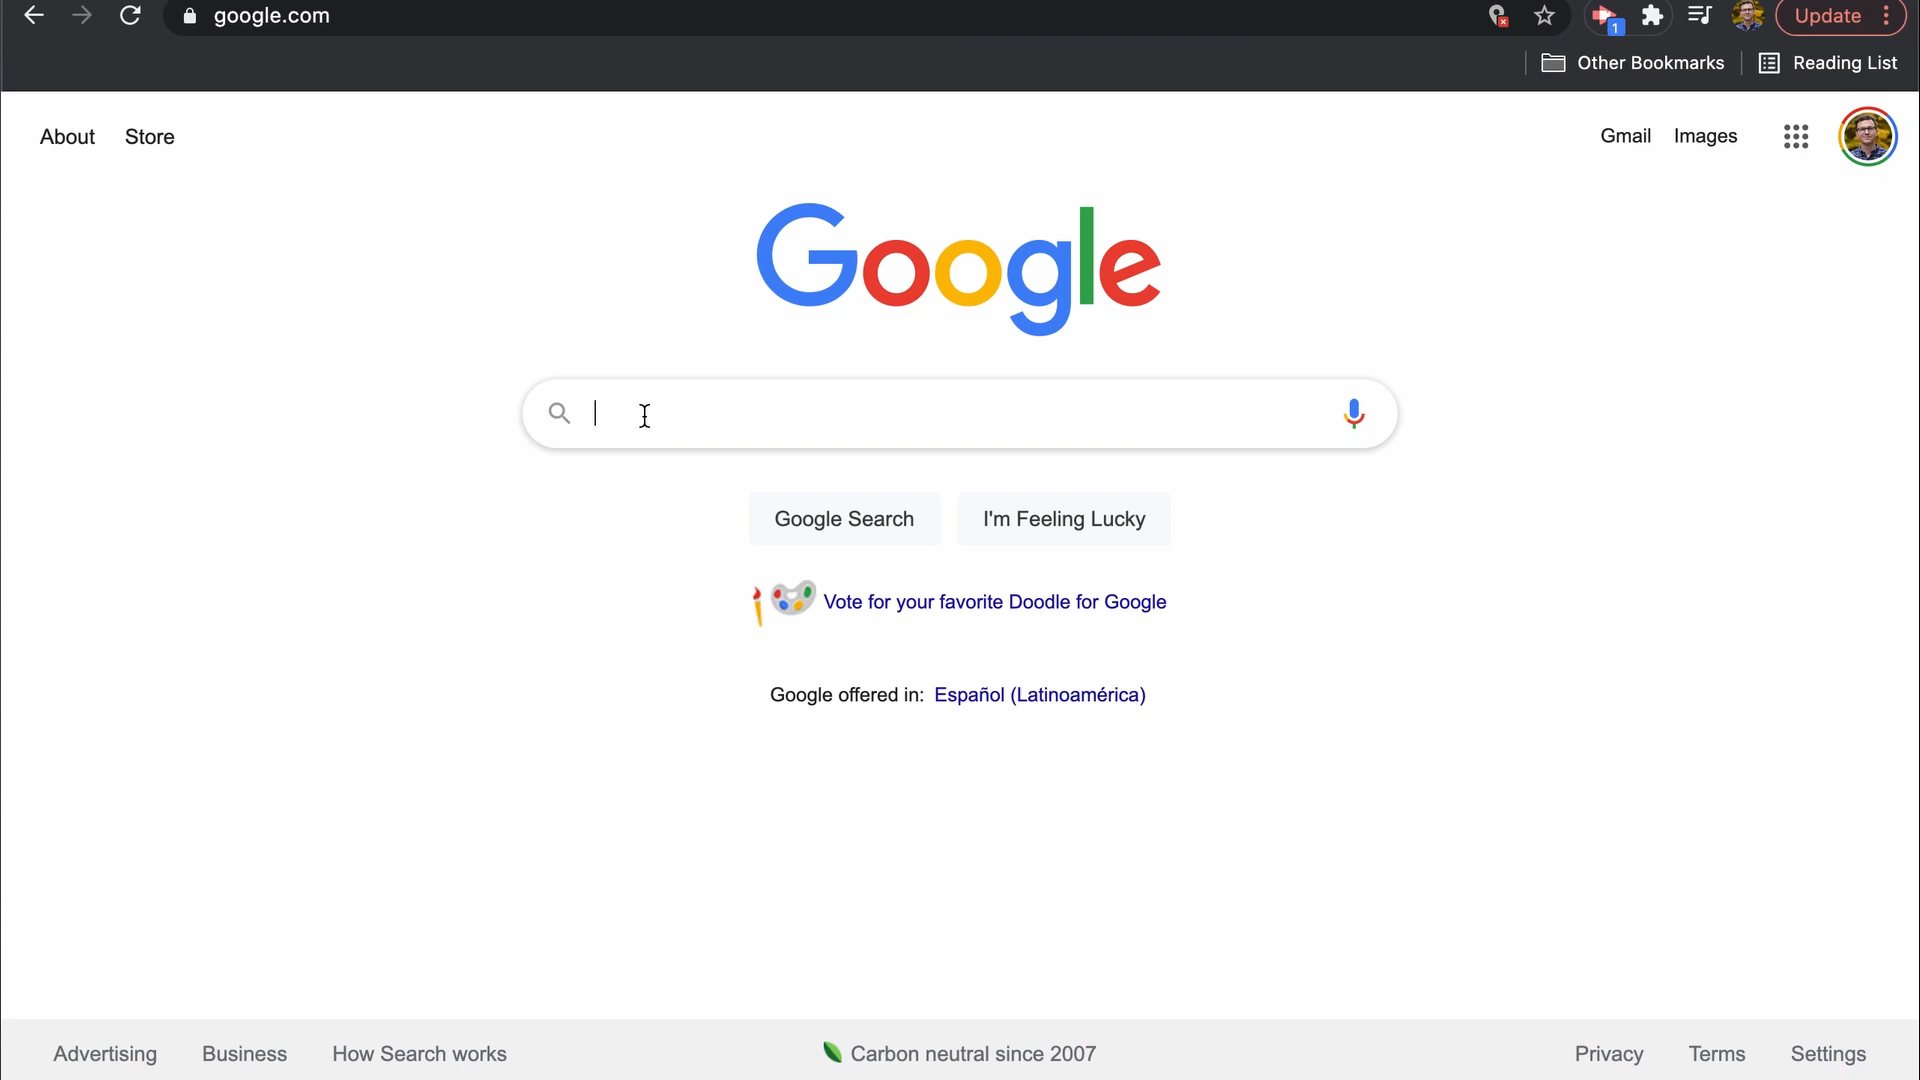 google.com
1
Update
Other Bookmarks
Reading List
About
Store
Gmail
Images
Google
Google Search
I'm Feeling Lucky
Vote for your favorite Doodle for Google
Google offered in: Español (Latinoamérica)
Advertising
Business
How Search works
Carbon neutral since 2007
Privacy
Terms
Settings